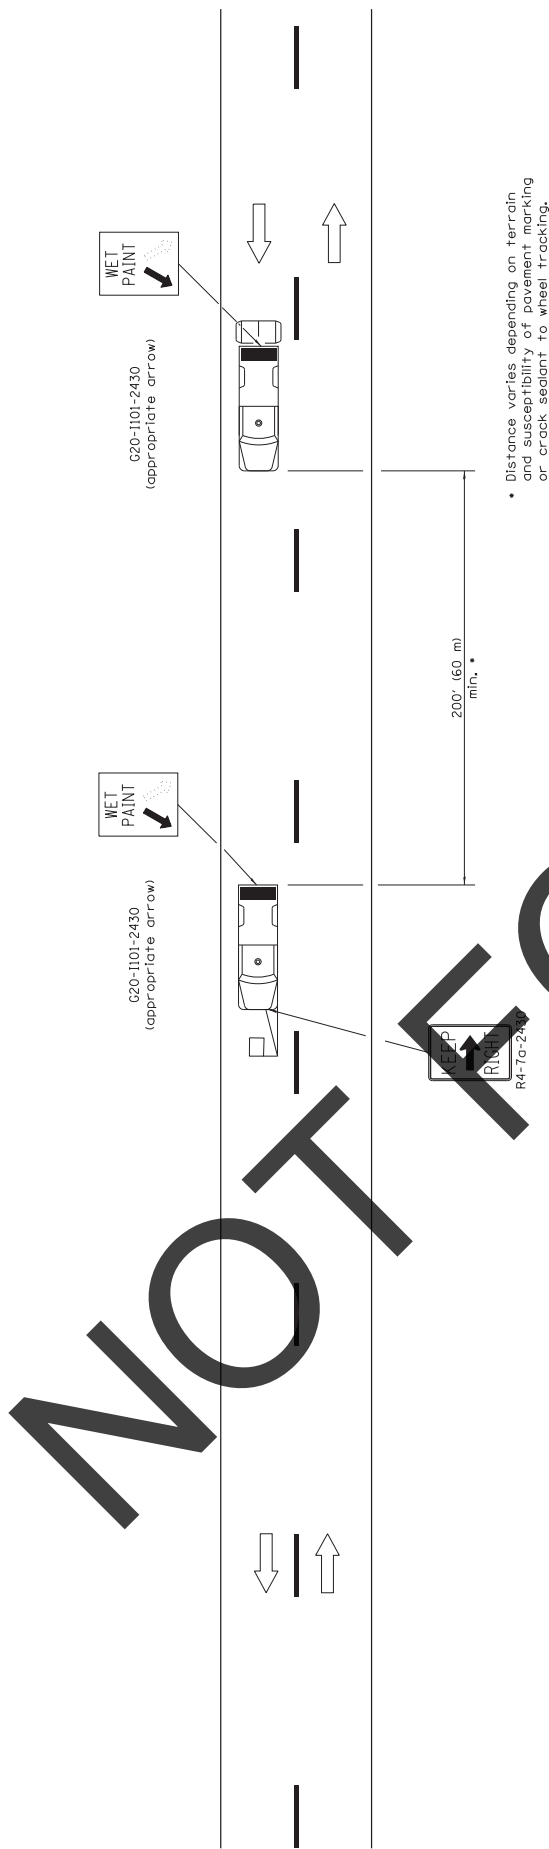 WET
PAINT
G20-I101-2430
(appropriate arrow)
* Distance varies depending on terrain
and susceptibility of pavement marking
or crack sealant to wheel tracking.
200' (60 m)
min. *
WET
PAINT
G20-I101-2430
(appropriate arrow)
KEEP
RIGHT
R4-7a-2430
NOT